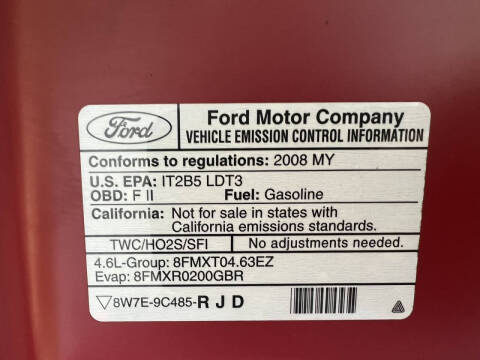 Ford
Ford Motor Company
VEHICLE EMISSION CONTROL INFORMATION
Conforms to regulations: 2008 MY
U.S. EPA: IT2B5 LDT3
OBD: F II Fuel: Gasoline
California: Not for sale in states with
California emissions standards.
TWC/HO2S/SFI No adjustments needed.
4.6L-Group: 8FMXT04.63EZ
Evap: 8FMXR0200GBR
8W7E-9C485-R J D